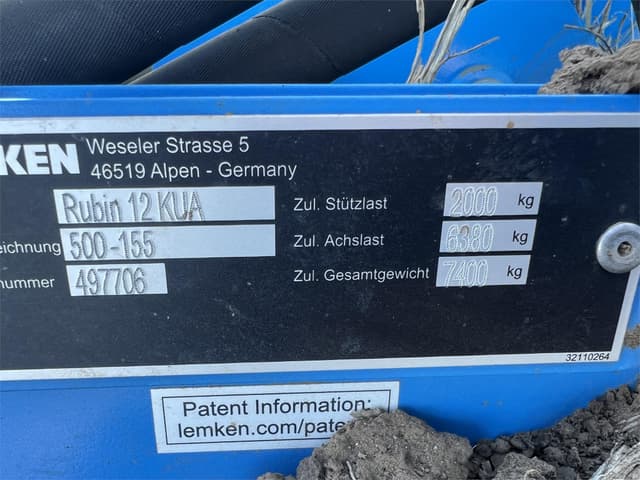 KEN
Weseler Strasse 5
46519 Alpen - Germany
Rubin 12 KUA
Zul. Stützlast 2000 kg
eichnung 500-155
Zul. Achslast 6380 kg
nummer 497706
Zul. Gesamtgewicht 7400 kg
32110264
Patent Information:
lemken.com/pate